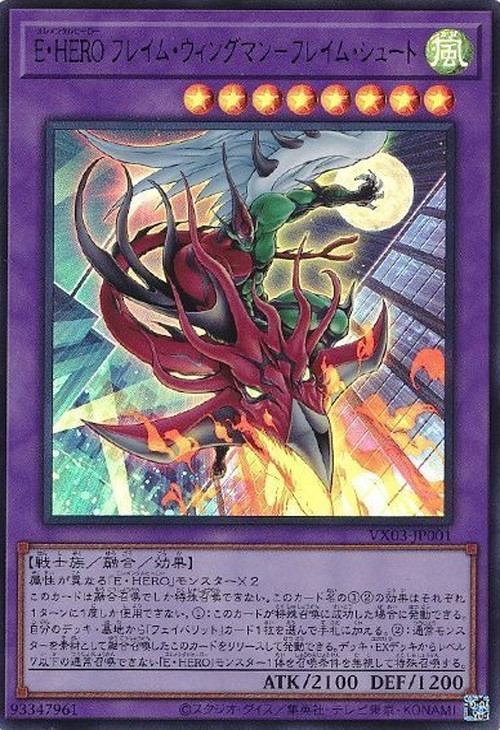 エレメンタルヒーロー
E・HERO フレイム・ウィングマン－フレイム・シュート
風
VX03-JP001
【戦士族／融合／効果】
属性が異なる「E・HERO」モンスター×２
このカードは融合召喚でしか特殊召喚できない。このカード名の①②の効果はそれぞれ
１ターンに１度しか使用できない。①：このカードが特殊召喚に成功した場合に発動できる。
自分のデッキ・墓地から「フェイバリット」カード１枚を選んで手札に加える。②：通常モンス
ターを素材として融合召喚したこのカードをリリースして発動できる。デッキ・EXデッキからレベル
７以下の通常召喚できない「E・HERO」モンスター１体を召喚条件を無視して特殊召喚する。
ATK/2100 DEF/1200
93347961
©スタジオ・ダイス／集英社・テレビ東京・KONAMI